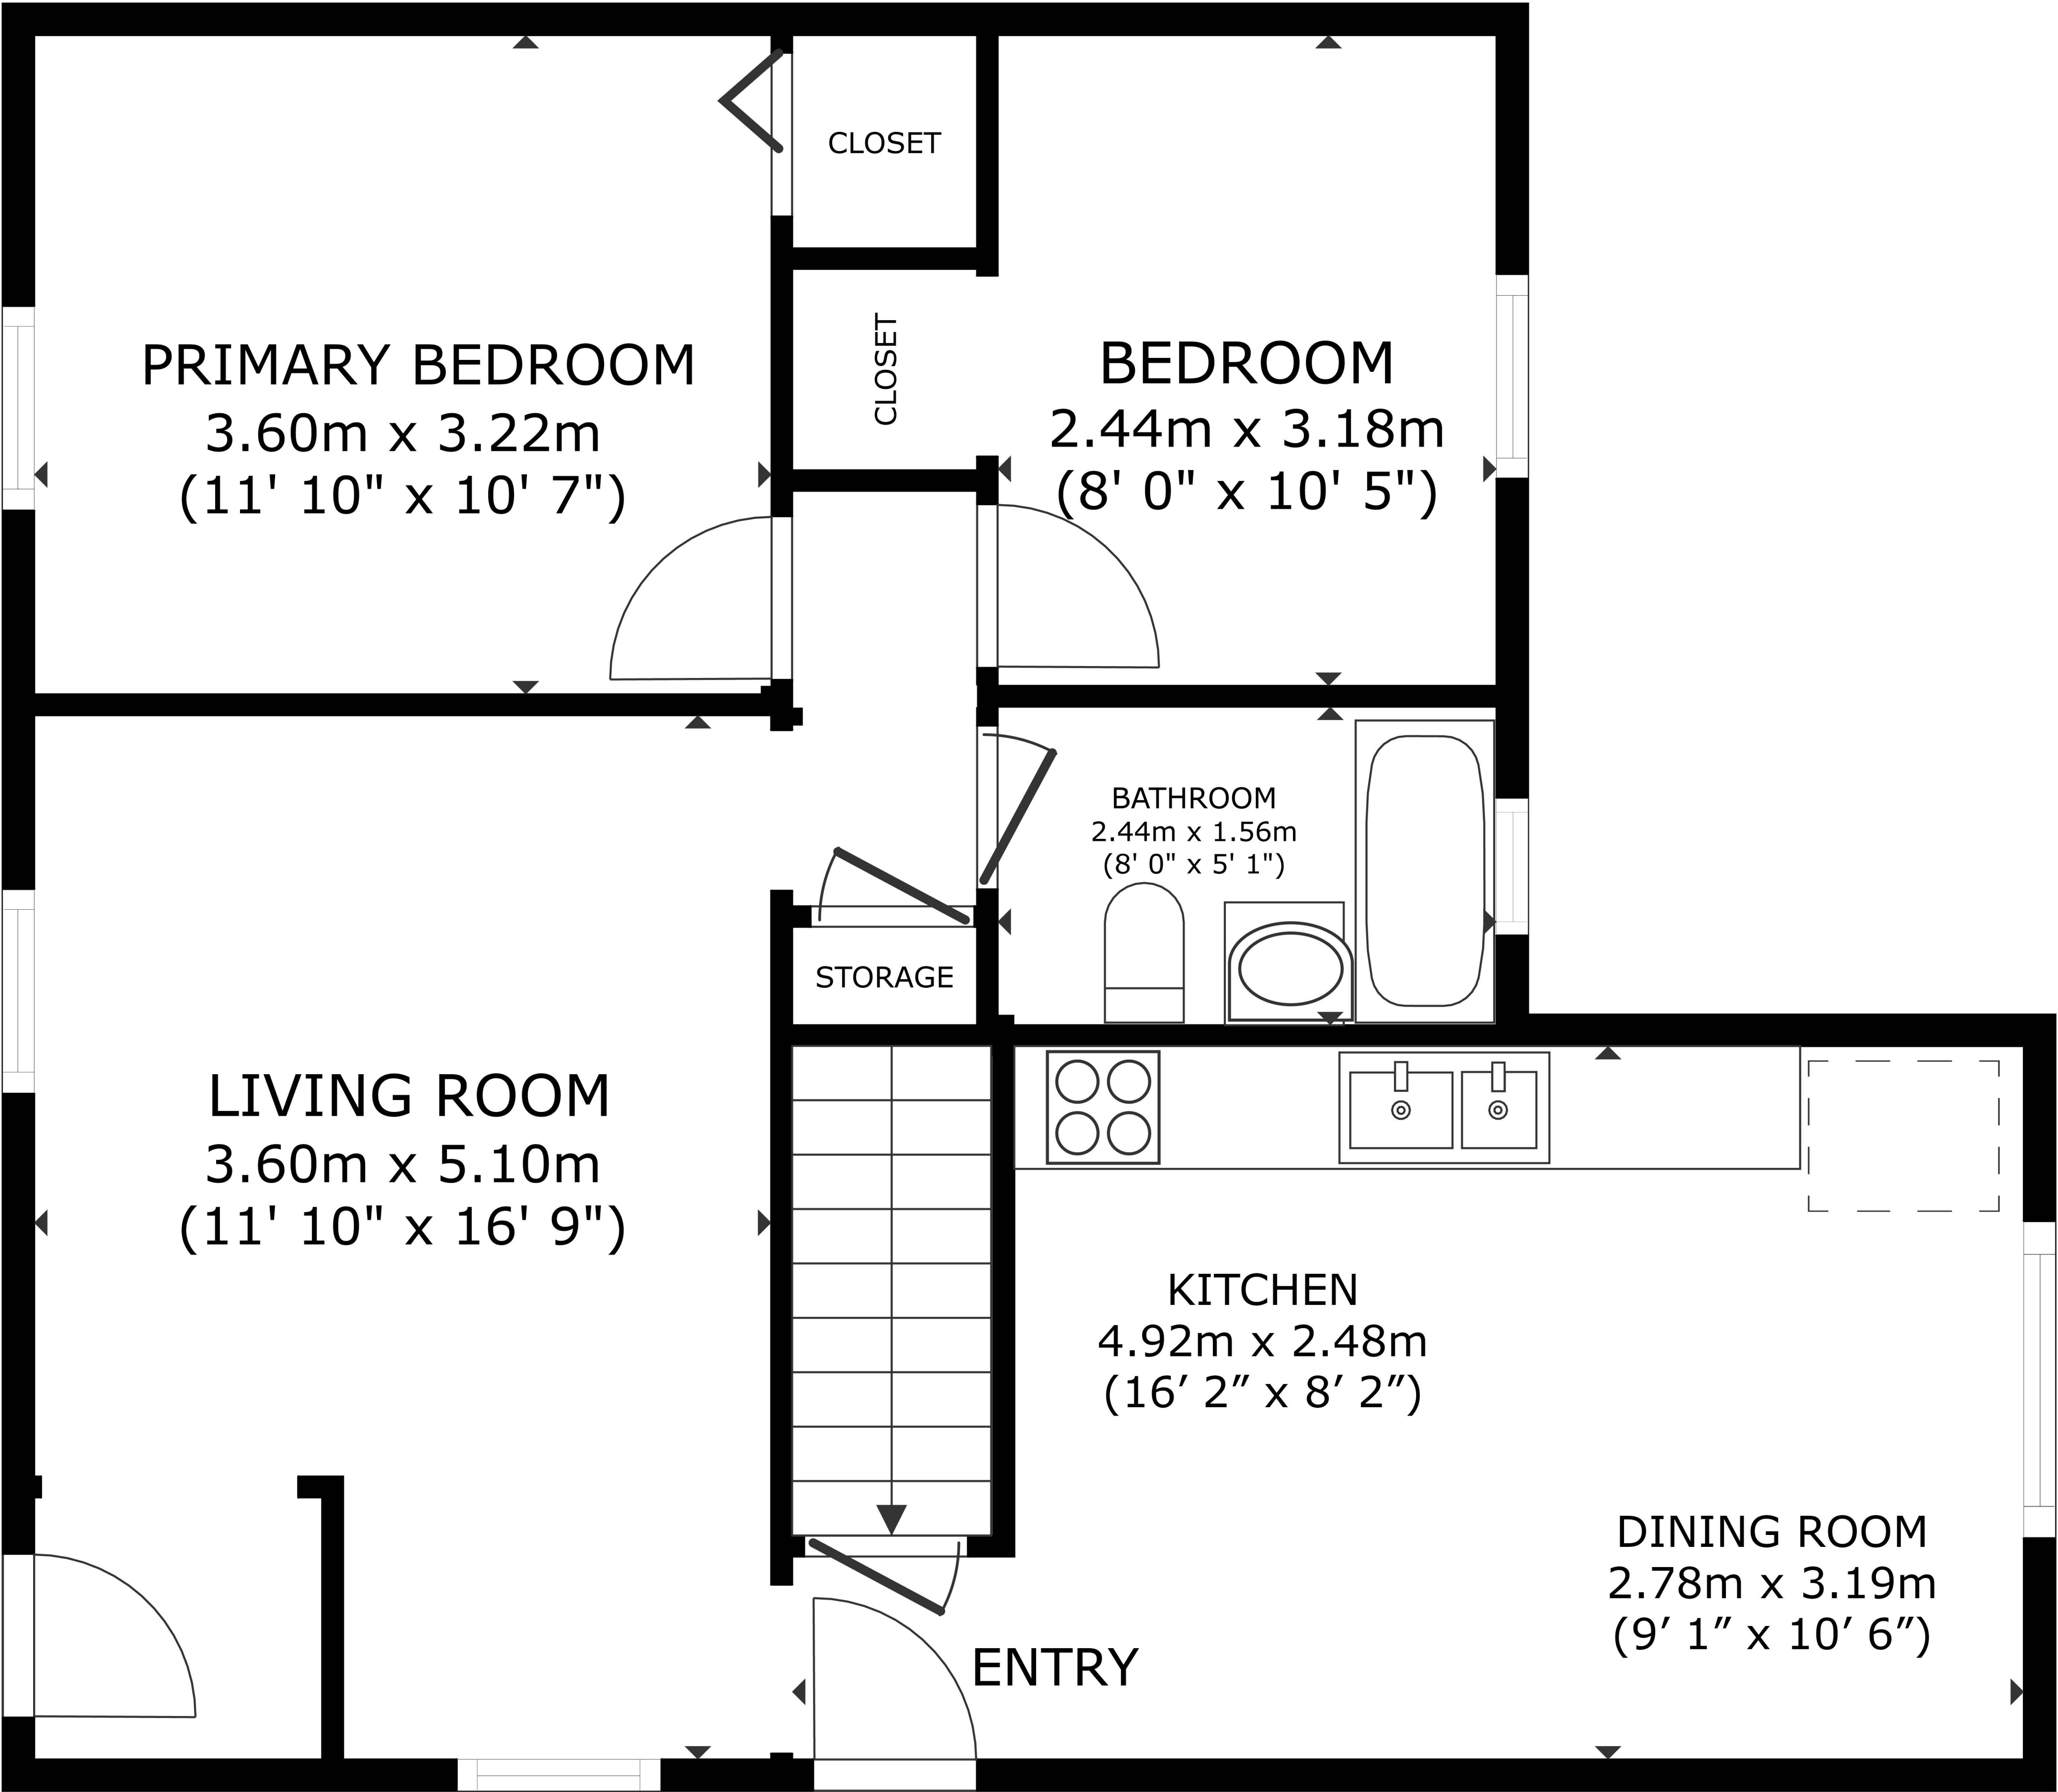 CLOSET
PRIMARY BEDROOM
3.60m x 3.22m
(11' 10" x 10' 7")
CLOSET
BEDROOM
2.44m x 3.18m
(8' 0" x 10' 5")
BATHROOM
2.44m x 1.56m
(8' 0" x 5' 1")
STORAGE
LIVING ROOM
3.60m x 5.10m
(11' 10" x 16' 9")
KITCHEN
4.92m x 2.48m
(16′ 2″ x 8′ 2″)
DINING ROOM
2.78m x 3.19m
(9′ 1″ x 10′ 6″)
ENTRY